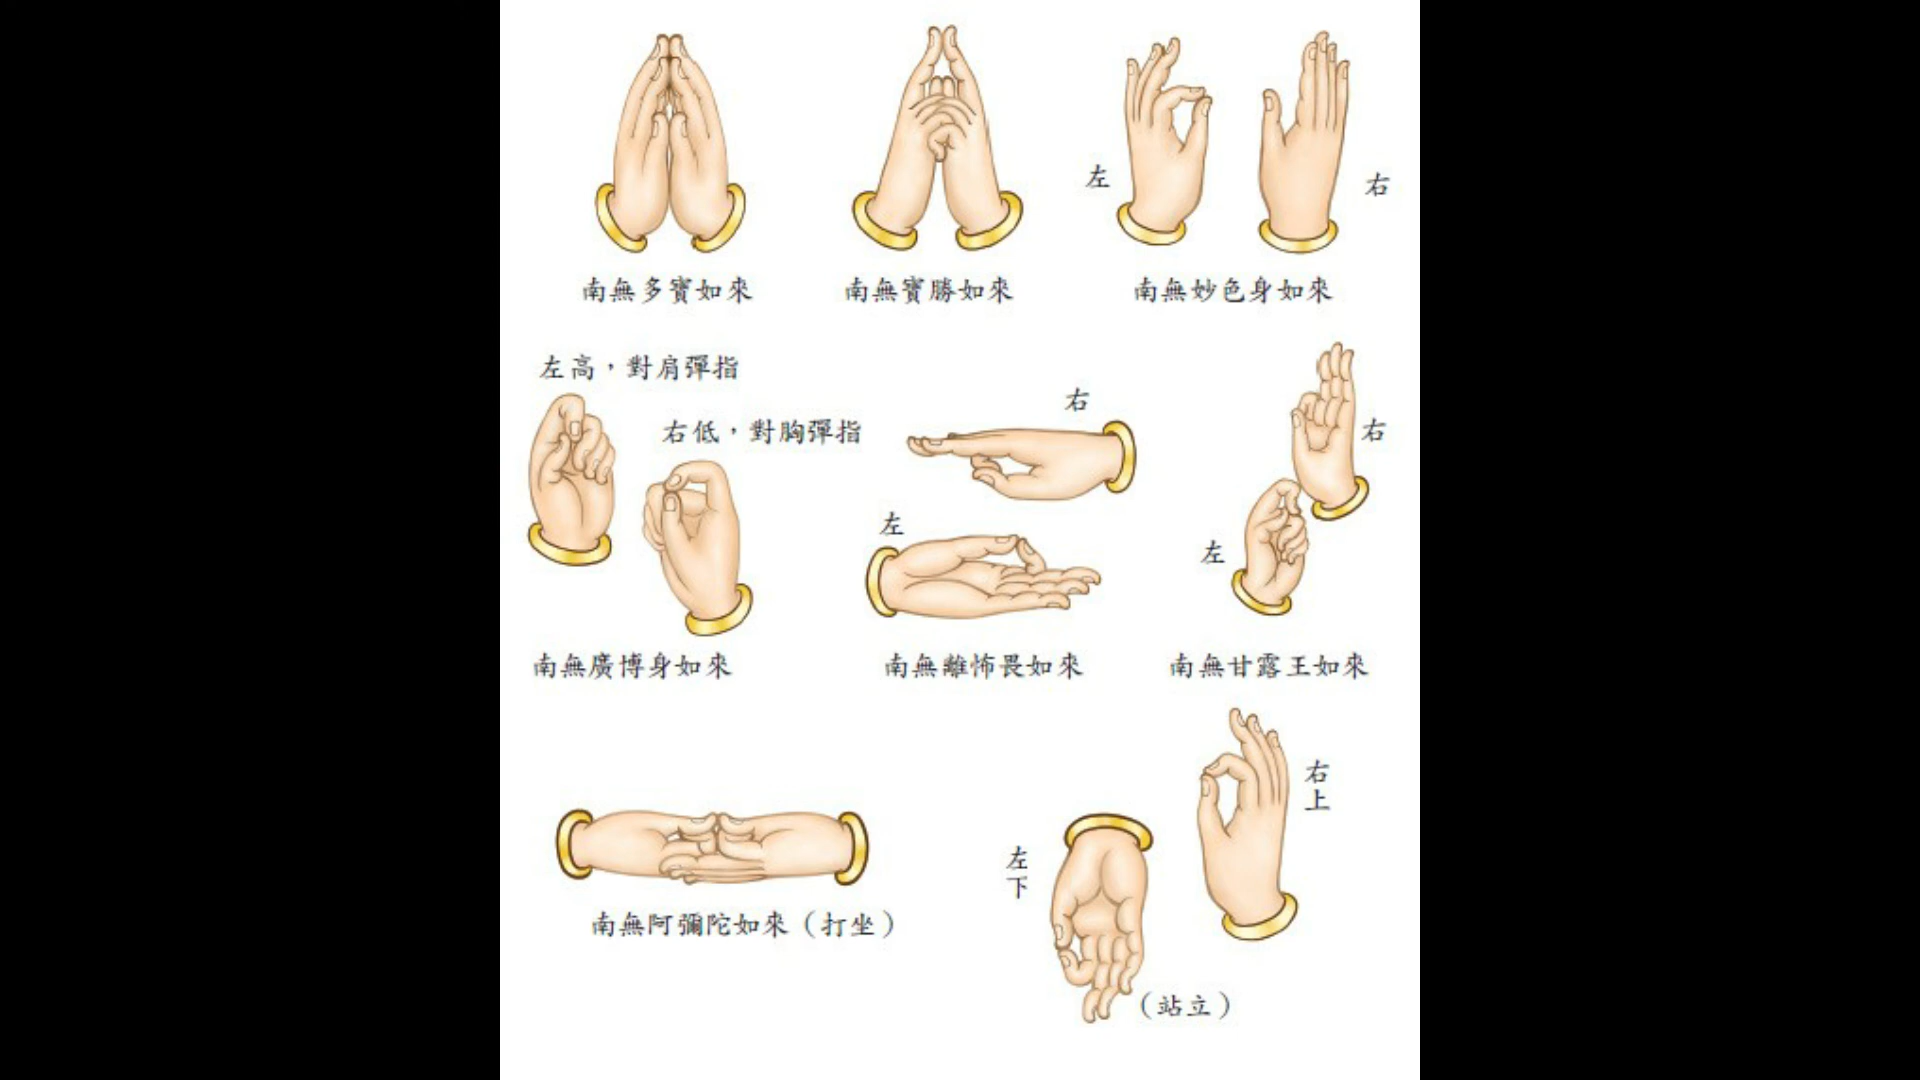 左
右
南無多寶如來
南無寶勝如來
南無妙色身如來
左高，對肩彈指
右低，對胸彈指
右
左
右
左
南無廣博身如來
南無離怖畏如來
南無甘露王如來
右上
左下
南無阿彌陀如來（打坐）
（站立）